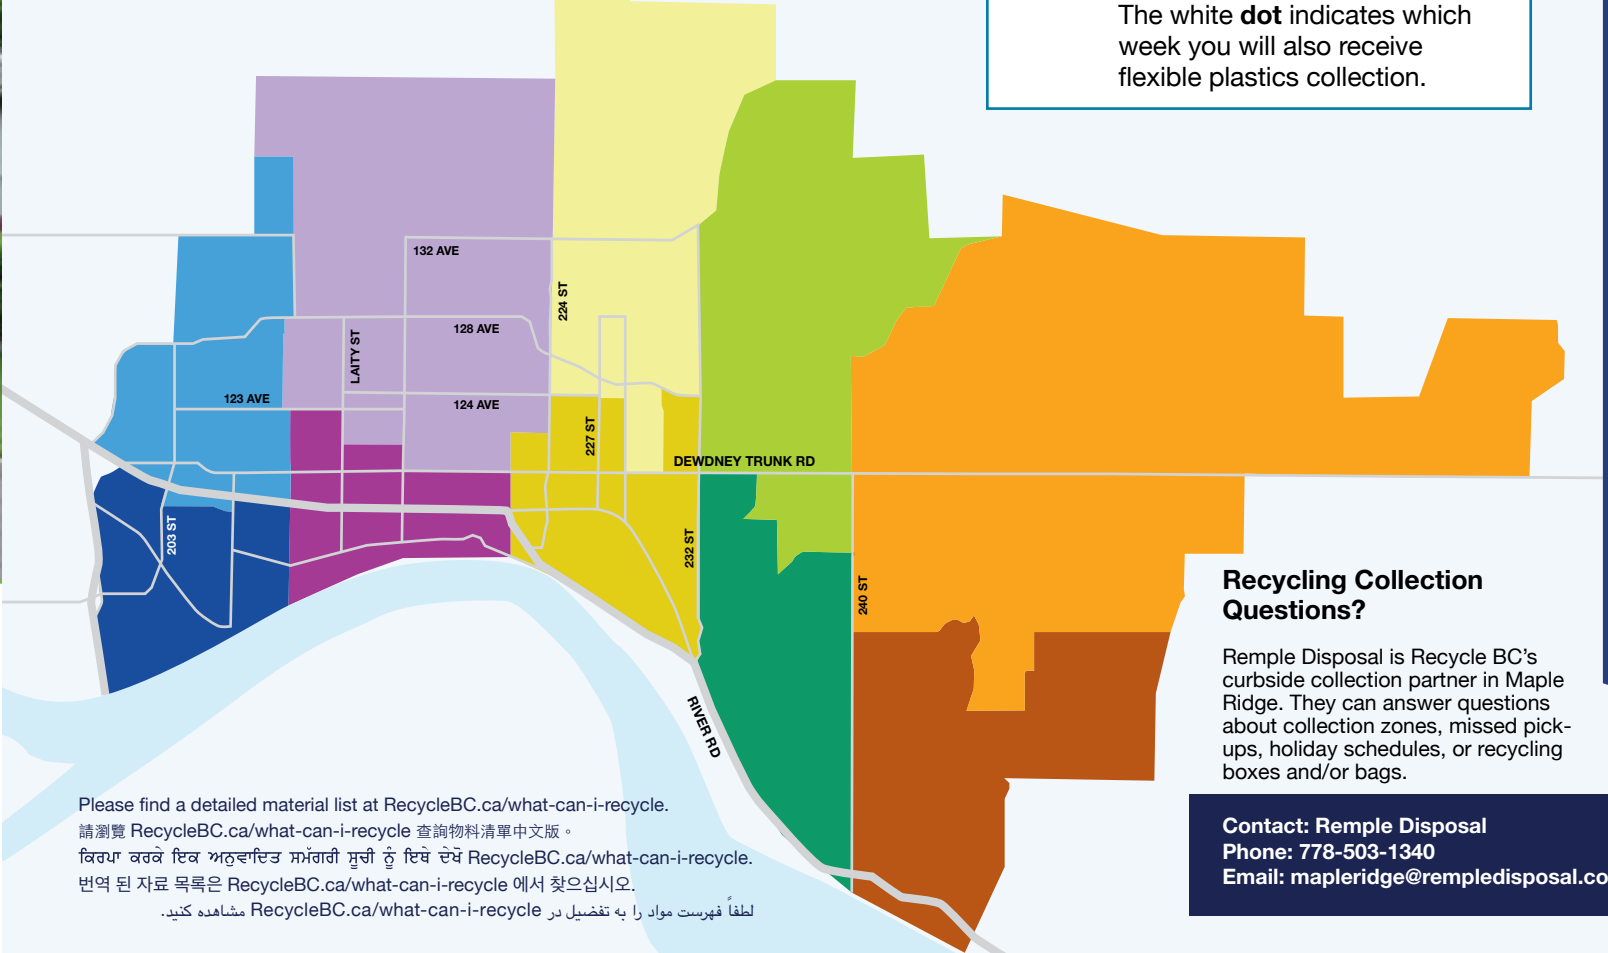 The white dot indicates which
week you will also receive
flexible plastics collection.
132 AVE
224 ST
128 AVE
LAITY ST
123 AVE
124 AVE
227 ST
DEWDNEY TRUNK RD
203 ST
232 ST
240 ST
RIVER RD
Recycling Collection
Questions?
Remple Disposal is Recycle BC’s
curbside collection partner in Maple
Ridge. They can answer questions
about collection zones, missed pick-
ups, holiday schedules, or recycling
boxes and/or bags.
Contact: Remple Disposal
Phone: 778-503-1340
Email: mapleridge@rempledisposal.co
Please find a detailed material list at RecycleBC.ca/what-can-i-recycle.
請瀏覽 RecycleBC.ca/what-can-i-recycle 查詢物料清單中文版。
ਕਿਰਪਾ ਕਰਕੇ ਇਕ ਅਨੁਵਾਦਿਤ ਸਮੱਗਰੀ ਸੂਚੀ ਨੂੰ ਇਥੇ ਦੇਖੋ RecycleBC.ca/what-can-i-recycle.
번역 된 자료 목록은 RecycleBC.ca/what-can-i-recycle 에서 찾으십시오.
لطفاً فهرست مواد را به تفضیل در RecycleBC.ca/what-can-i-recycle مشاهده کنید.